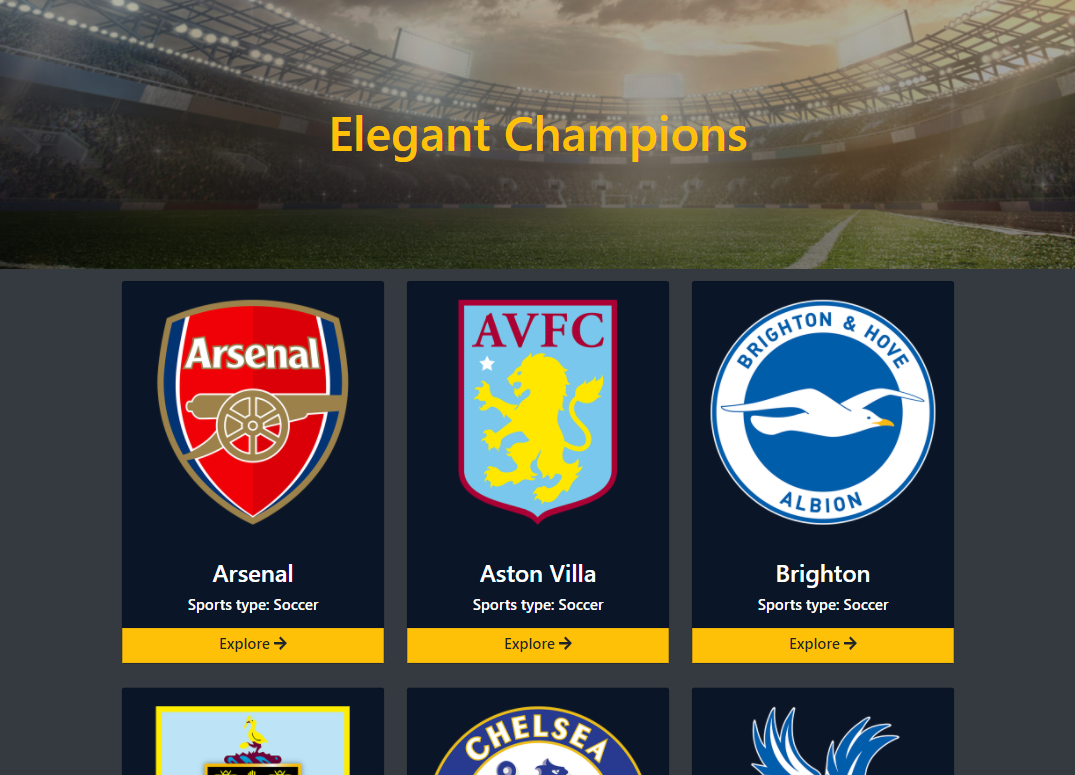 Elegant Champions
Arsenal
AVFC
BRIGHTON & HOVE
ALBION
Arsenal
Aston Villa
Brighton
Sports type: Soccer
Sports type: Soccer
Sports type: Soccer
Explore
Explore
Explore
CHELSEA